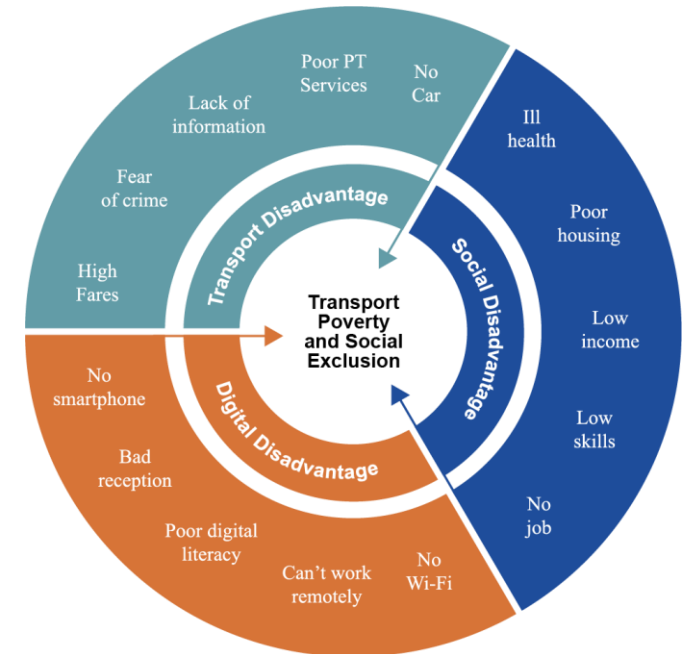 Poor PT
Services
No
Car
Lack of
information
Fear
of crime
High
Fares
Transport Disadvantage
Ill
health
Poor
housing
Low
income
Low
skills
No
job
Social Disadvantage
Transport
Poverty
and Social
Exclusion
Digital Disadvantage
No
smartphone
Bad
reception
Poor digital
literacy
Can't work
remotely
No
Wi-Fi